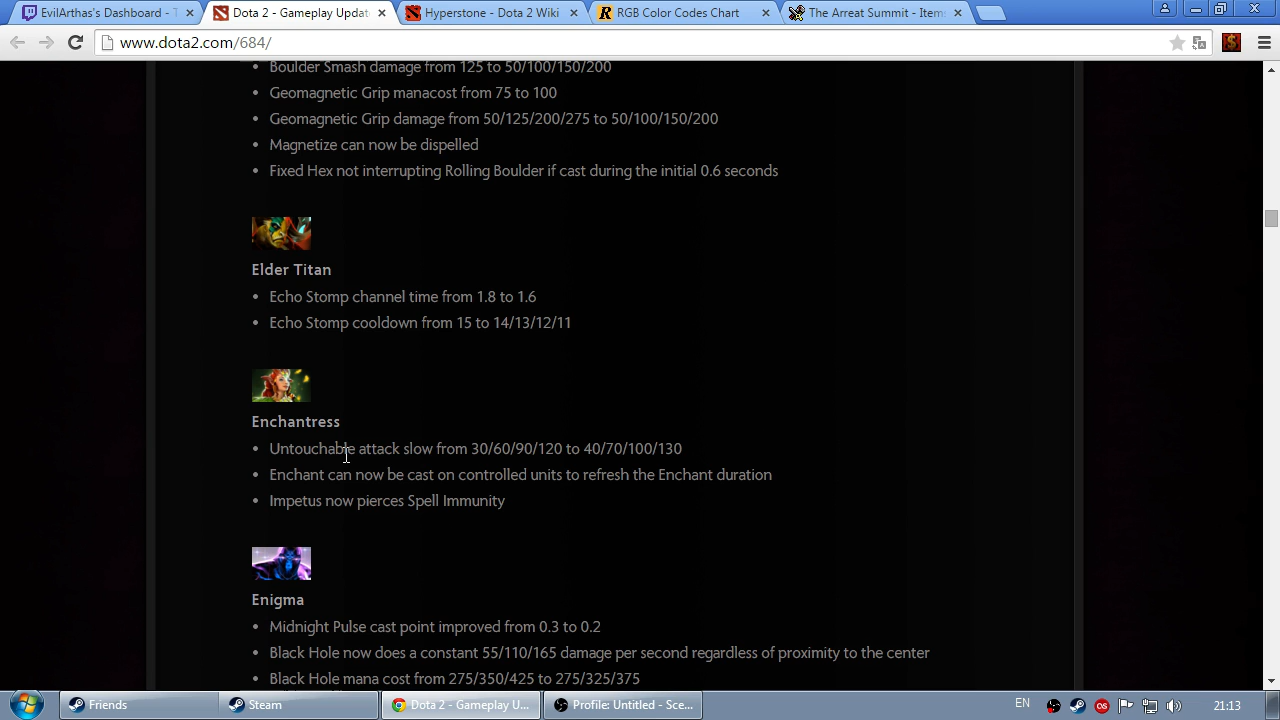 EvilArthas's Dashboard - T
Dota 2 - Gameplay Updat
Hyperstone - Dota 2 Wiki
RGB Color Codes Chart
The Arreat Summit - Item
www.dota2.com/684/
• Boulder Smash damage from 125 to 50/100/150/200
• Geomagnetic Grip manacost from 75 to 100
• Geomagnetic Grip damage from 50/125/200/275 to 50/100/150/200
• Magnetize can now be dispelled
• Fixed Hex not interrupting Rolling Boulder if cast during the initial 0.6 seconds
Elder Titan
• Echo Stomp channel time from 1.8 to 1.6
• Echo Stomp cooldown from 15 to 14/13/12/11
Enchantress
• Untouchable attack slow from 30/60/90/120 to 40/70/100/130
• Enchant can now be cast on controlled units to refresh the Enchant duration
• Impetus now pierces Spell Immunity
Enigma
• Midnight Pulse cast point improved from 0.3 to 0.2
• Black Hole now does a constant 55/110/165 damage per second regardless of proximity to the center
• Black Hole mana cost from 275/350/425 to 275/325/375
Friends
Steam
Dota 2 - Gameplay U...
Profile: Untitled - Sce...
EN
21:13